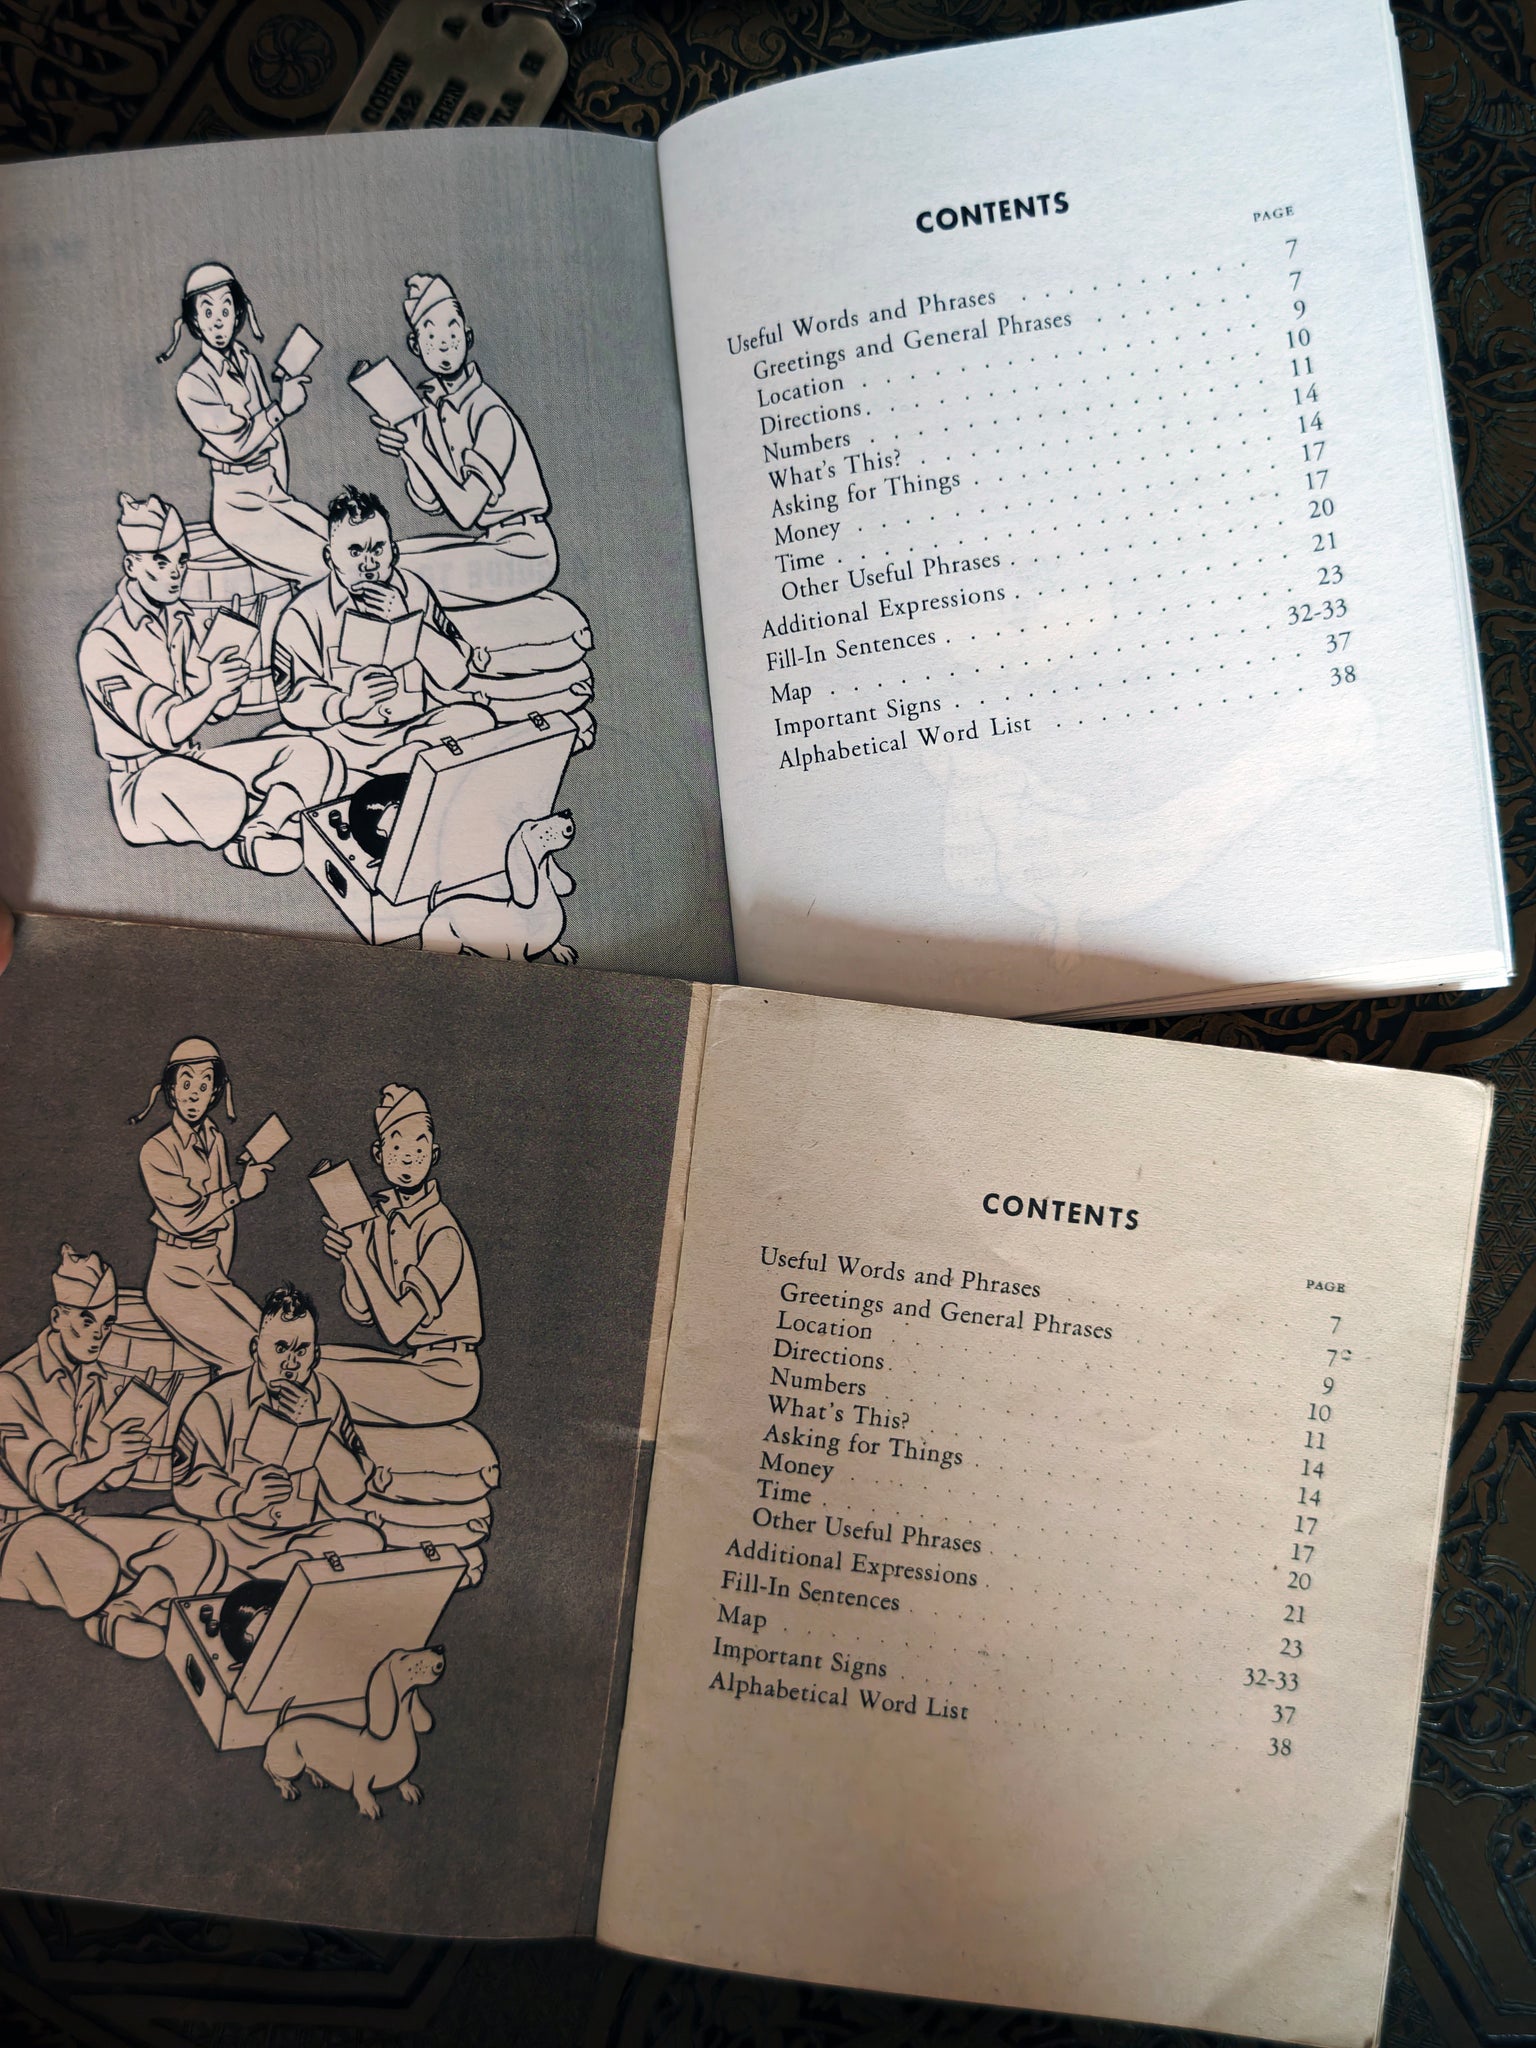 COHEN
CONTENTS
PAGE
Useful Words and Phrases . . . . . . . . . 7
Greetings and General Phrases . . . . . . . 7
Location . . . . . . . . . . . . . . 9
Directions. . . . . . . . . . . . . . 10
Numbers . . . . . . . . . . . . . . 11
What's This? . . . . . . . . . . . . . 14
Asking for Things . . . . . . . . . . . 14
Money . . . . . . . . . . . . . . . 17
Time . . . . . . . . . . . . . . . 17
Other Useful Phrases . . . . . . . . . . 20
Additional Expressions . . . . . . . . . . 21
Fill-In Sentences . . . . . . . . . . . . 23
Map . . . . . . . . . . . . . . . 32-33
Important Signs . . . . . . . . . . . . 37
Alphabetical Word List . . . . . . . . . 38
CONTENTS
PAGE
Useful Words and Phrases . . . . . . . . . 7
Greetings and General Phrases . . . . . . . 7
Location . . . . . . . . . . . . . . 9
Directions. . . . . . . . . . . . . . 10
Numbers . . . . . . . . . . . . . . 11
What's This? . . . . . . . . . . . . . 14
Asking for Things . . . . . . . . . . . 14
Money . . . . . . . . . . . . . . . 17
Time . . . . . . . . . . . . . . . 17
Other Useful Phrases . . . . . . . . . . 20
Additional Expressions . . . . . . . . . . 21
Fill-In Sentences . . . . . . . . . . . . 23
Map . . . . . . . . . . . . . . . 32-33
Important Signs . . . . . . . . . . . . 37
Alphabetical Word List . . . . . . . . . 38